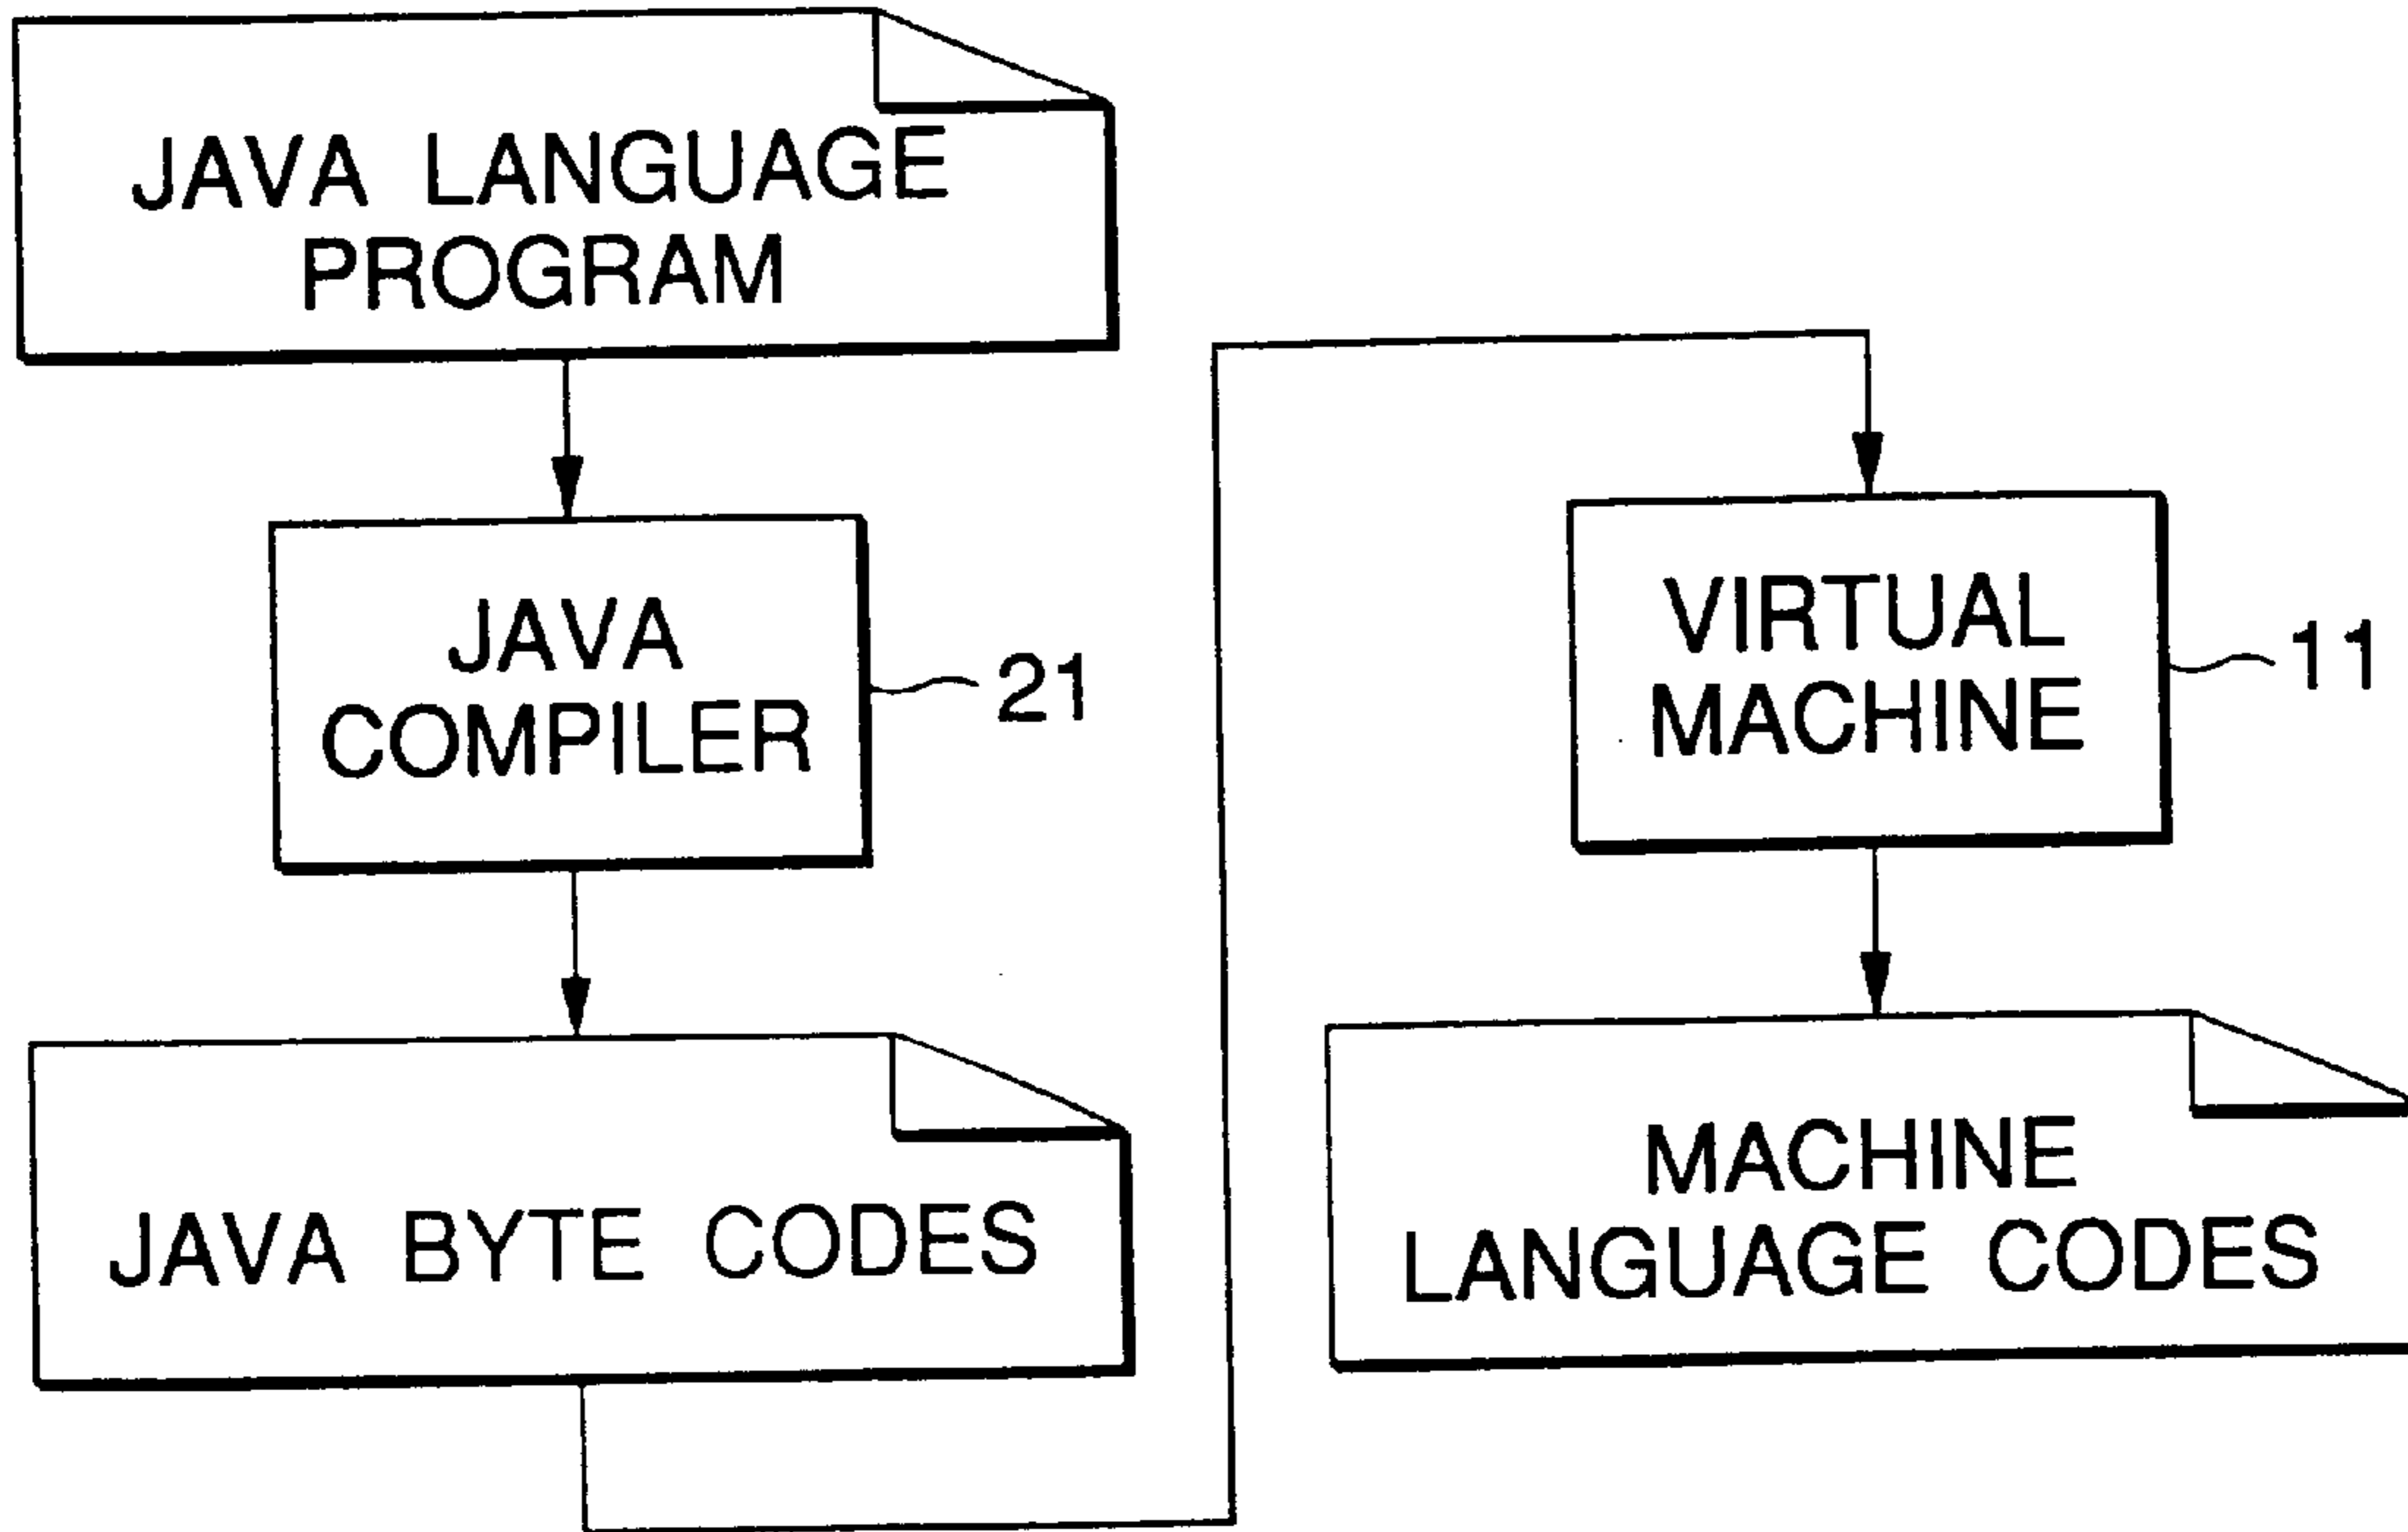 JAVA LANGUAGE
PROGRAM
JAVA
COMPILER
21
JAVA BYTE CODES
VIRTUAL
MACHINE
11
MACHINE
LANGUAGE CODES